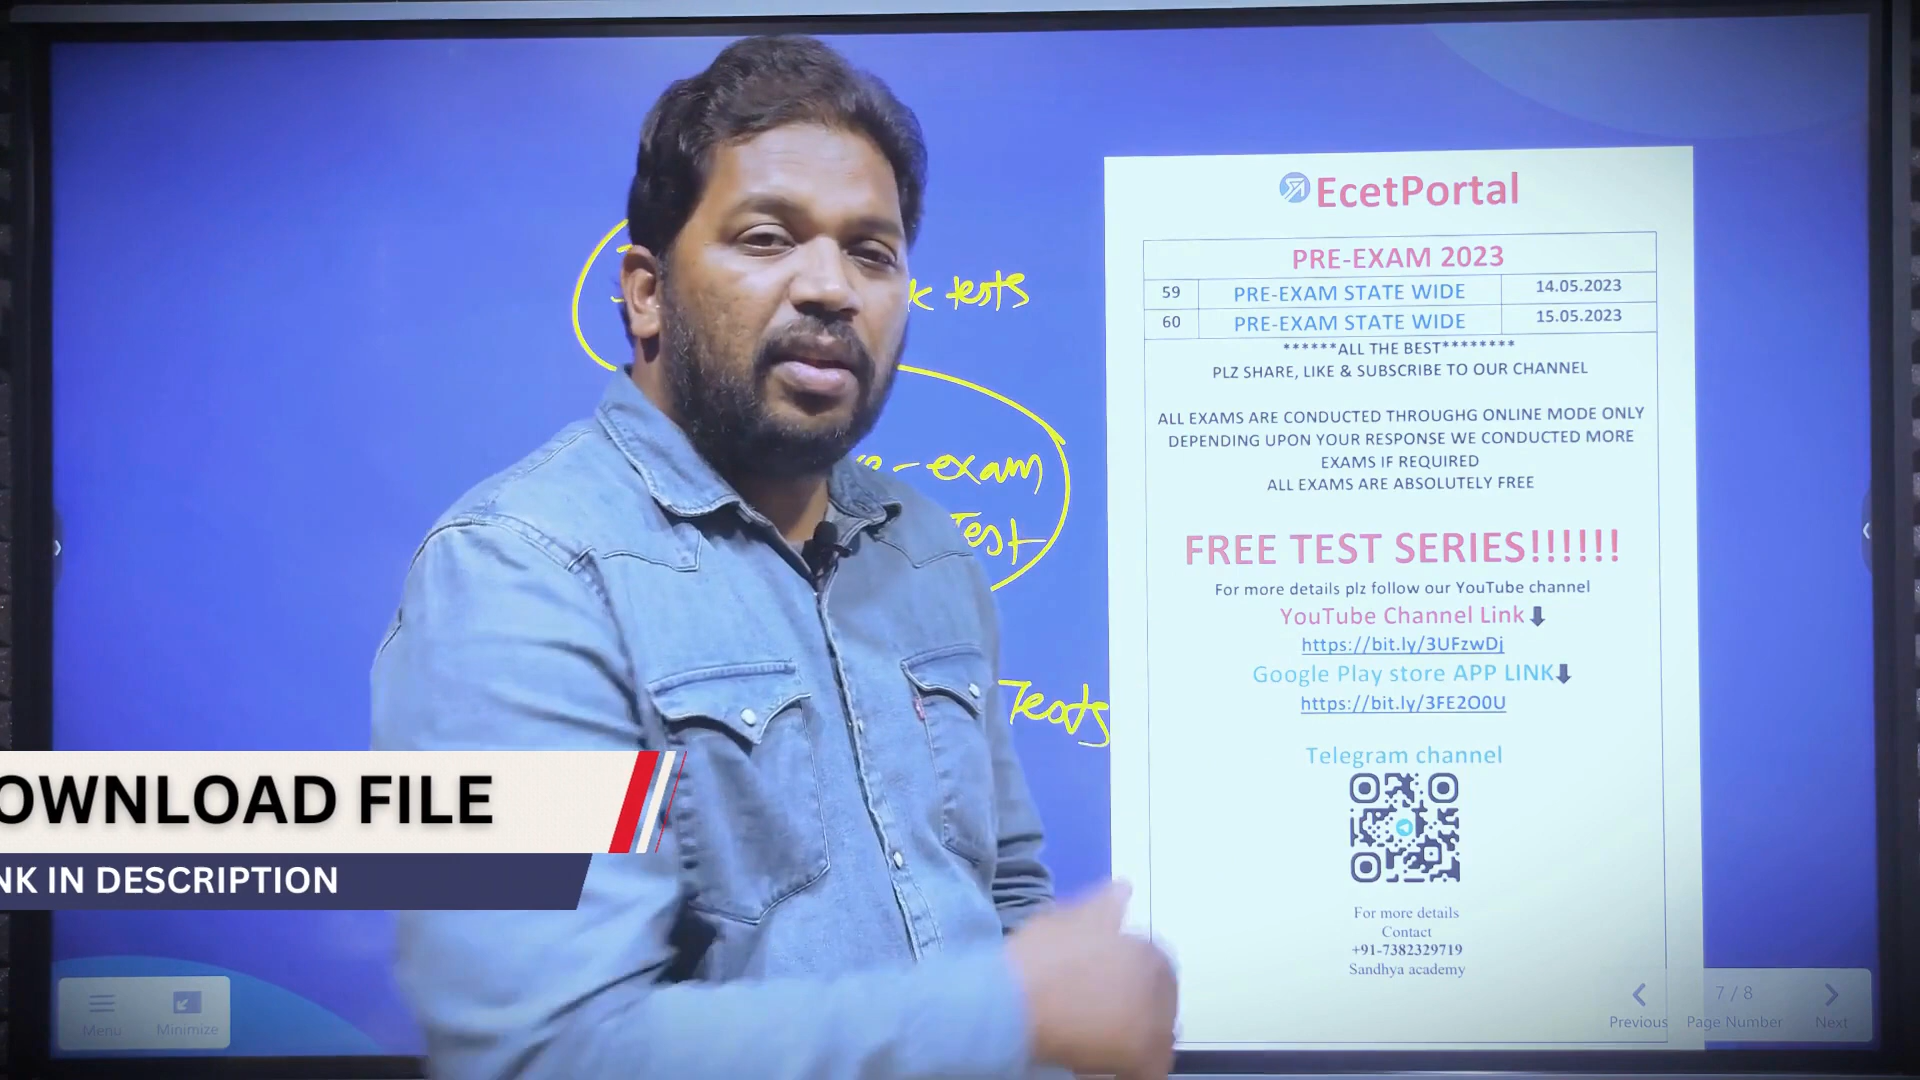 k tests
-exam
Test
Tests
EcetPortal
PRE-EXAM 2023
59 PRE-EXAM STATE WIDE 14.05.2023
60 PRE-EXAM STATE WIDE 15.05.2023
******ALL THE BEST********
PLZ SHARE, LIKE & SUBSCRIBE TO OUR CHANNEL
ALL EXAMS ARE CONDUCTED THROUGHG ONLINE MODE ONLY
DEPENDING UPON YOUR RESPONSE WE CONDUCTED MORE
EXAMS IF REQUIRED
ALL EXAMS ARE ABSOLUTELY FREE
FREE TEST SERIES!!!!!!
For more details plz follow our YouTube channel
YouTube Channel Link⬇
https://bit.ly/3UFzwDj
Google Play store APP LINK⬇
https://bit.ly/3FE2O0U
Telegram channel
For more details
Contact
+91-7382329719
Sandhya academy
OWNLOAD FILE
NK IN DESCRIPTION
Menu Minimize
Previous 7 / 8 Page Number Next